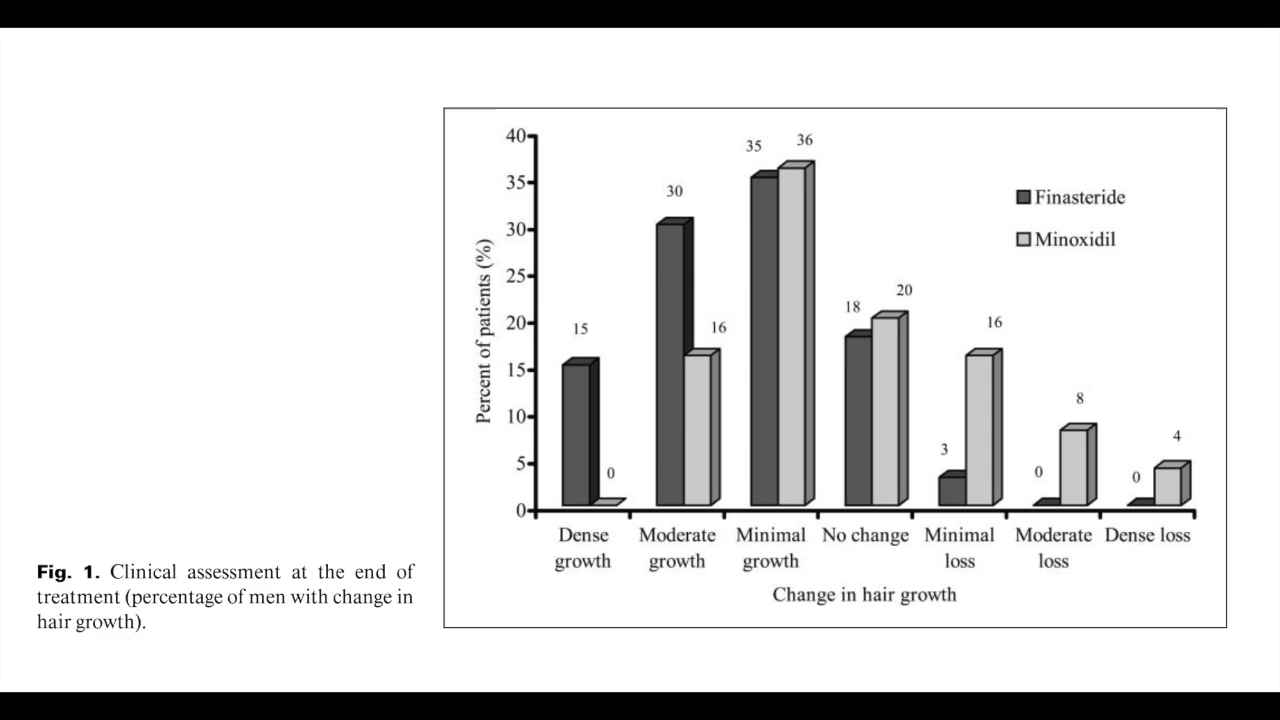 40
35
30
25
20
15
10
5
0
Percent of patients (%)
15
0
30
16
35
36
18
20
3
16
0
8
0
4
Finasteride
Minoxidil
Dense
growth
Moderate
growth
Minimal
growth
No change
Minimal
loss
Moderate
loss
Dense loss
Change in hair growth
Fig. 1. Clinical assessment at the end of
treatment (percentage of men with change in
hair growth).